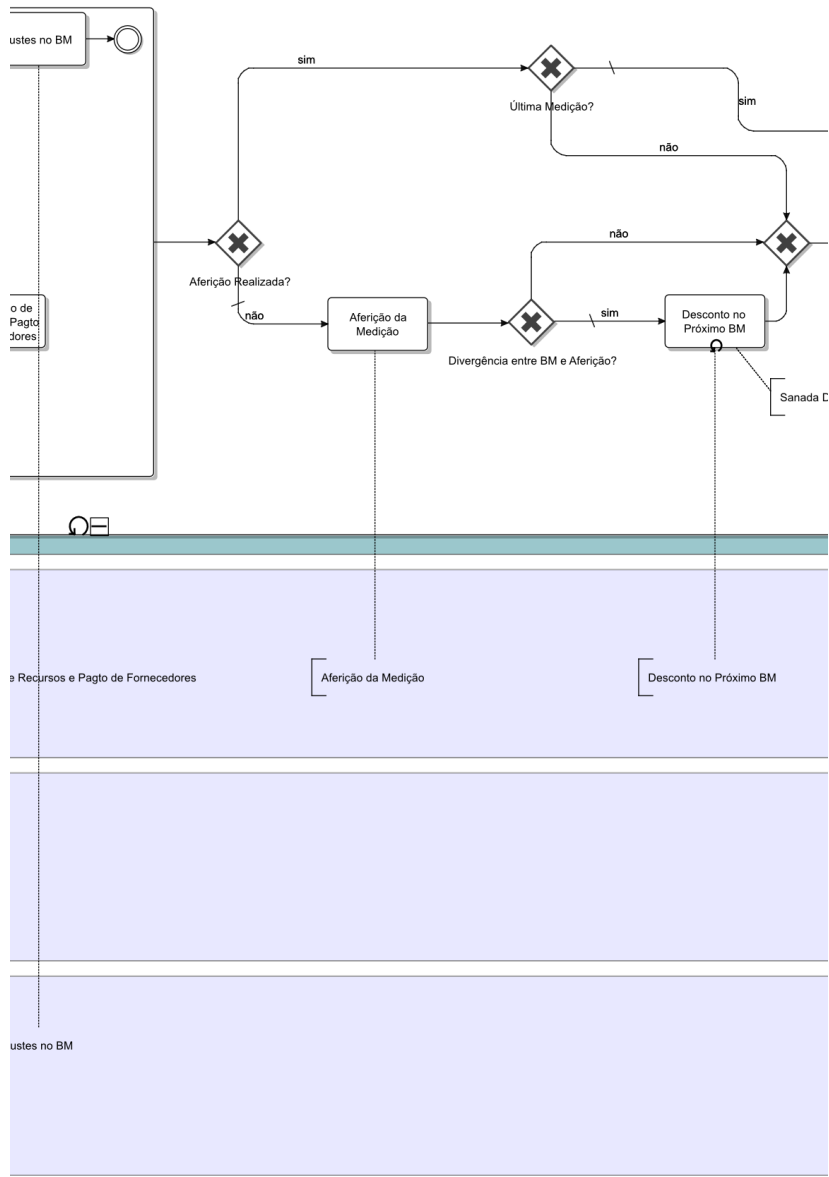 ustes no BM
sim
Última Medição?
sim
não
não
Aferição Realizada?
não
o de
Pagto
dores
Aferição da
Medição
sim
Desconto no
Próximo BM
Divergência entre BM e Aferição?
Sanada D
e Recursos e Pagto de Fornecedores
Aferição da Medição
Desconto no Próximo BM
ustes no BM